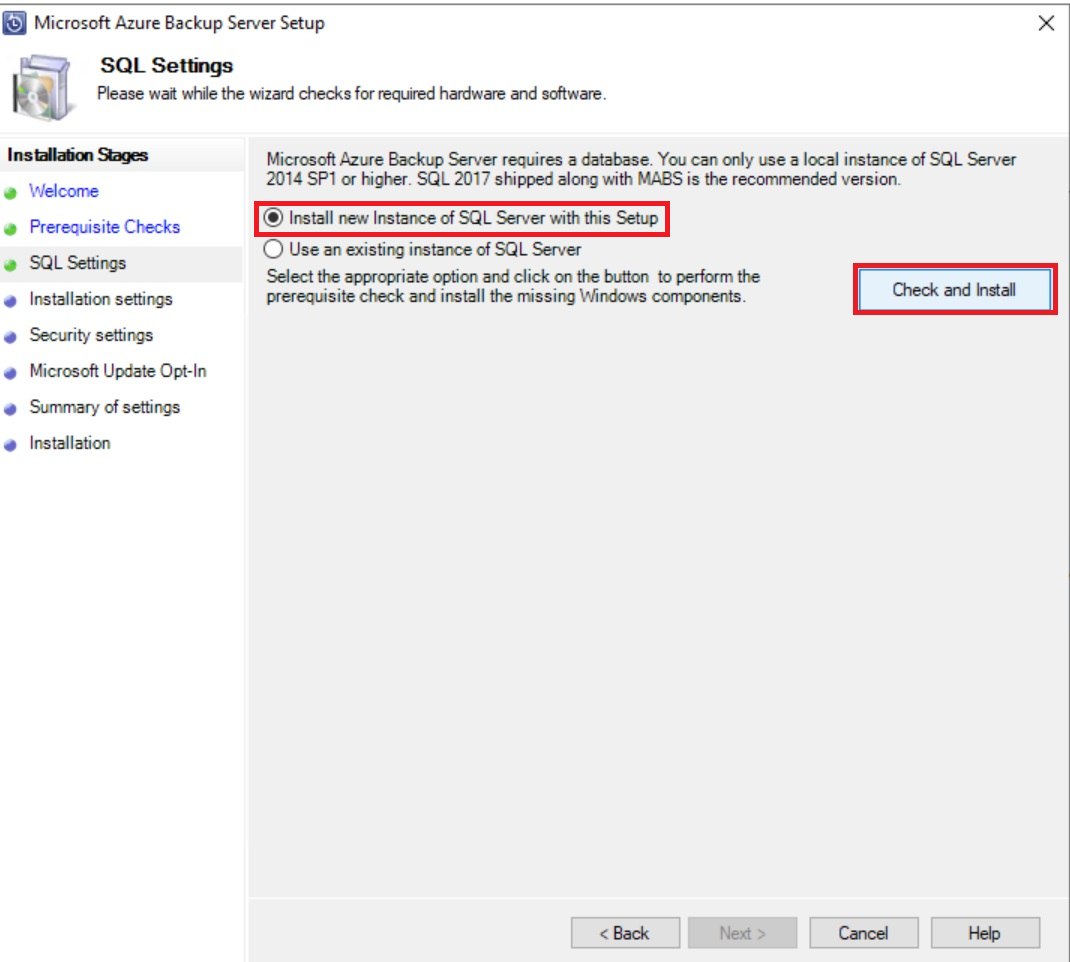 Microsoft Azure Backup Server Setup
SQL Settings
Please wait while the wizard checks for required hardware and software.
Installation Stages
Welcome
Prerequisite Checks
SQL Settings
Installation settings
Security settings
Microsoft Update Opt-In
Summary of settings
Installation
Microsoft Azure Backup Server requires a database. You can only use a local instance of SQL Server
2014 SP1 or higher. SQL 2017 shipped along with MABS is the recommended version.
Install new Instance of SQL Server with this Setup
Use an existing instance of SQL Server
Select the appropriate option and click on the button to perform the
prerequisite check and install the missing Windows components.
Check and Install
< Back
Next >
Cancel
Help